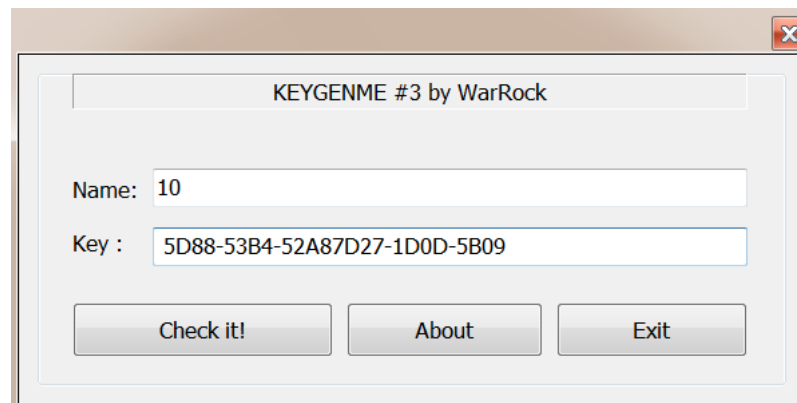 KEYGENME #3 by WarRock
Name: 10
Key : 5D88-53B4-52A87D27-1D0D-5B09
Check it! About Exit